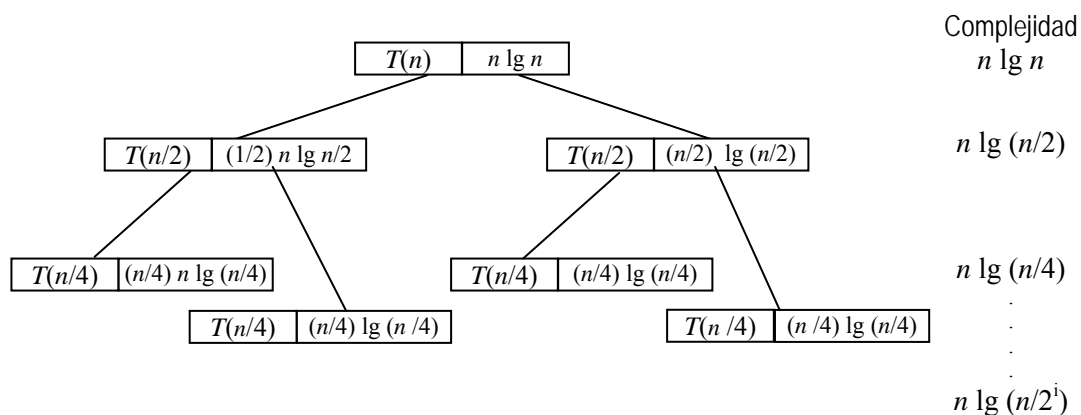 Complejidad
T(n) n lg n n lg n
T(n/2) (1/2) n lg n/2 T(n/2) (n/2) lg (n/2) n lg (n/2)
T(n/4) (n/4) n lg (n/4) T(n/4) (n/4) lg (n/4) n lg (n/4)
T(n/4) (n/4) lg (n /4) T(n /4) (n /4) lg (n/4)
.
.
.
.
n lg (n/2ⁱ)